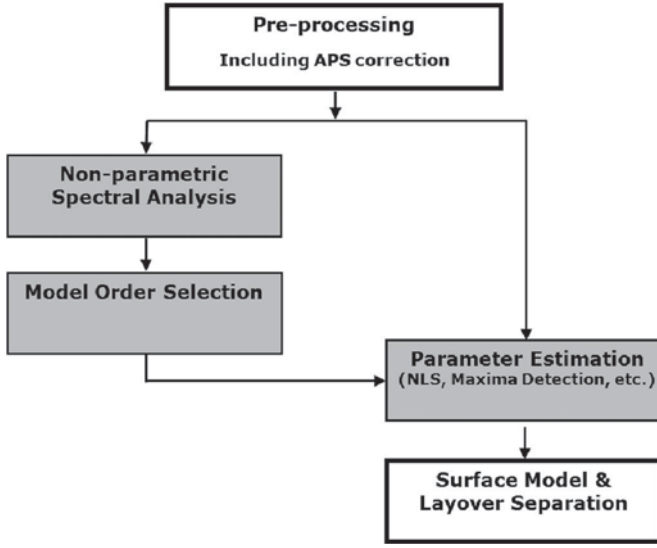 Pre-processing
Including APS correction
Non-parametric
Spectral Analysis
Model Order Selection
Parameter Estimation
(NLS, Maxima Detection, etc.)
Surface Model &
Layover Separation